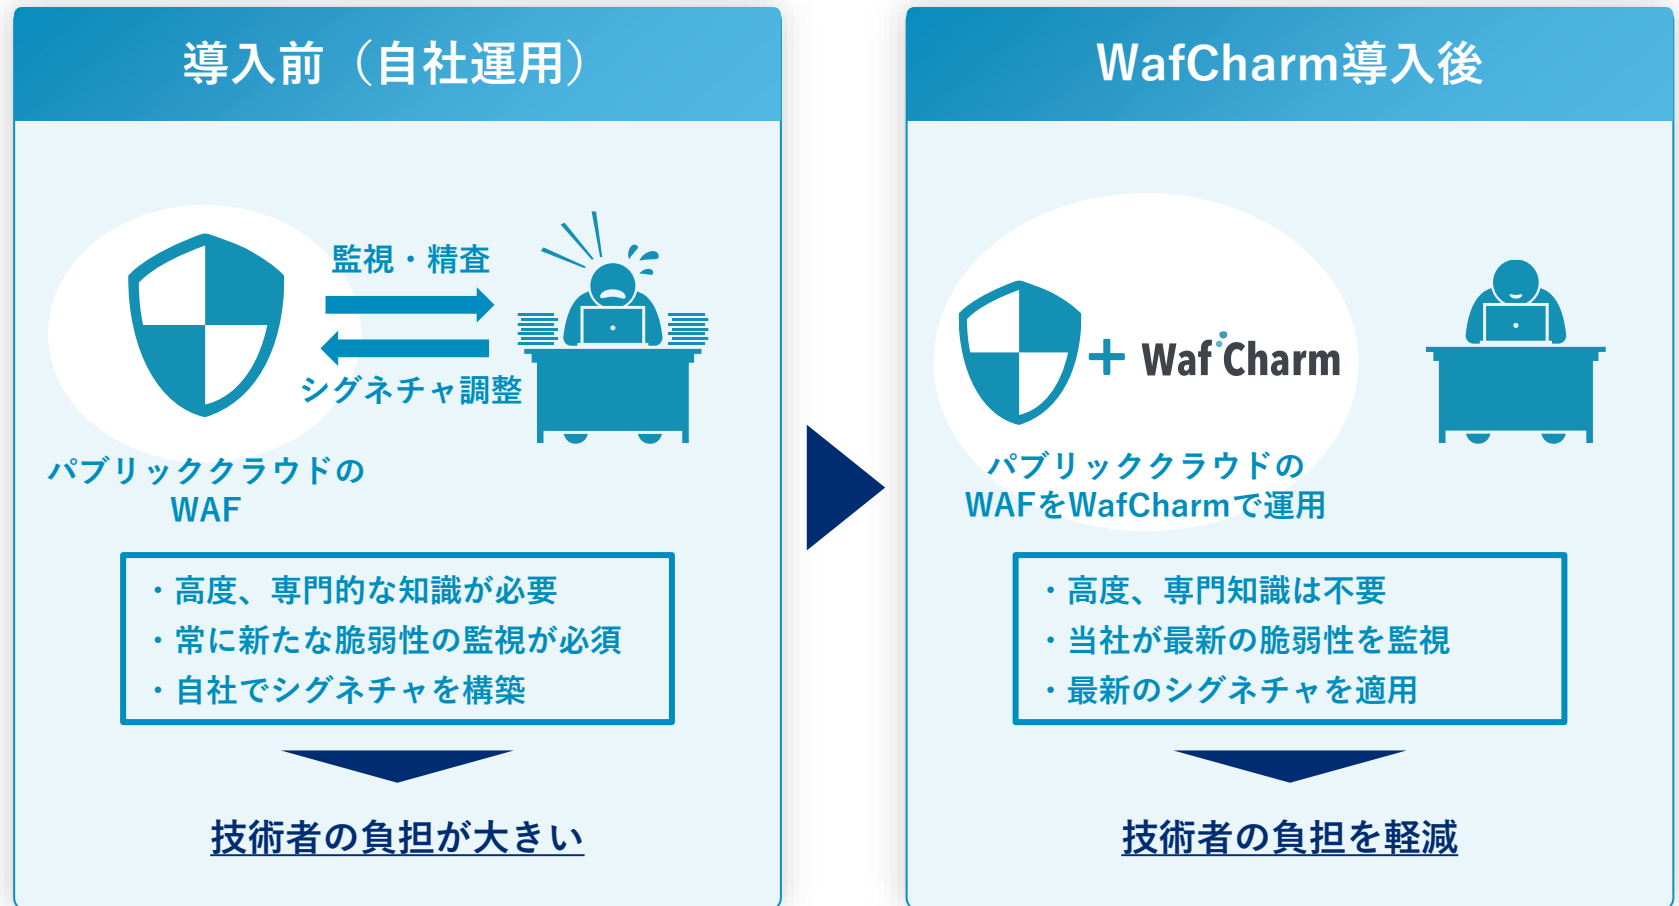 導入前（自社運用）
監視・精査
シグネチャ調整
パブリッククラウドの
WAF
・高度、専門的な知識が必要
・常に新たな脆弱性の監視が必須
・自社でシグネチャを構築
技術者の負担が大きい
WafCharm導入後
+ WafCharm
パブリッククラウドの
WAFをWafCharmで運用
・高度、専門知識は不要
・当社が最新の脆弱性を監視
・最新のシグネチャを適用
技術者の負担を軽減